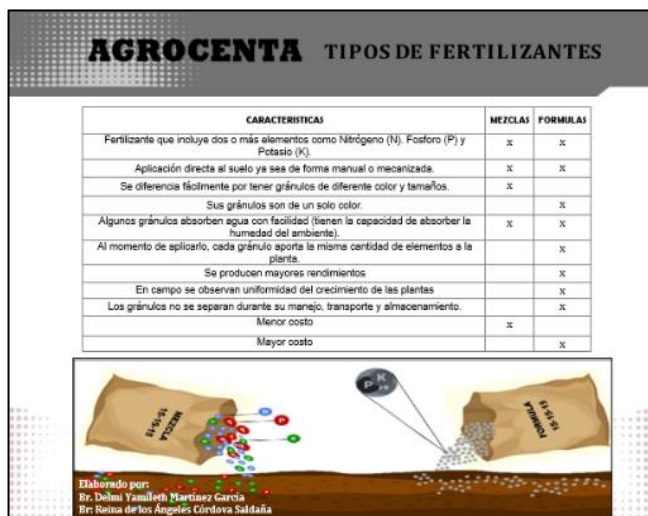 AGROCENTA TIPOS DE FERTILIZANTES
CARACTERISTICAS MEZCLAS FORMULAS
Fertilizante que incluye dos o más elementos como Nitrógeno (N). Fosforo (P) y
Potasio (K). x x
Aplicación directa al suelo ya sea de forma manual o mecanizada. x x
Se diferencia fácilmente por tener gránulos de diferente color y tamaños. x
Sus gránulos son de un solo color. x
Algunos gránulos absorben agua con facilidad (tienen la capacidad de absorber la
humedad del ambiente). x x
Al momento de aplicarlo, cada gránulo aporta la misma cantidad de elementos a la
planta. x
Se producen mayores rendimientos x
En campo se observan uniformidad del crecimiento de las plantas x
Los gránulos no se separan durante su manejo, transporte y almacenamiento. x
Menor costo x
Mayor costo x
MEZCLA
15-15-15
N
P
K
K
P N
15-15-15
FORMULA
Elaborado por:
Br. Delmi Yamileth Martínez García
Br: Reina de los Ángeles Córdova Saldaña